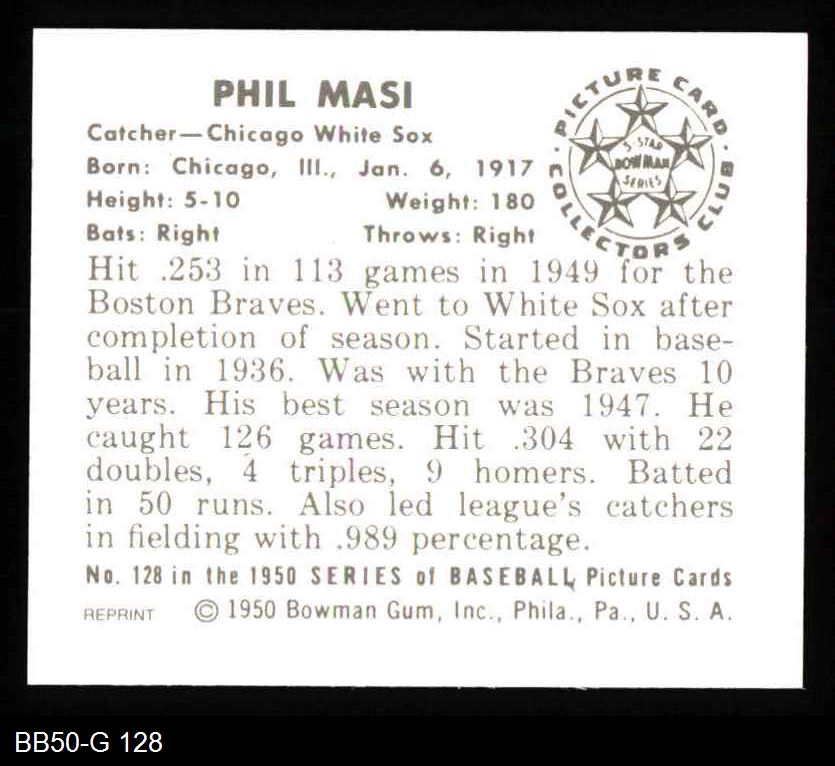 PHIL MASI
Catcher—Chicago White Sox
Born: Chicago, Ill., Jan. 6, 1917
Height: 5-10 Weight: 180
Bats: Right Throws: Right
PICTURE CARD
COLLECTORS CLUB
5-STAR
BOWMAN
SERIES
Hit .253 in 113 games in 1949 for the
Boston Braves. Went to White Sox after
completion of season. Started in base-
ball in 1936. Was with the Braves 10
years. His best season was 1947. He
caught 126 games. Hit .304 with 22
doubles, 4 triples, 9 homers. Batted
in 50 runs. Also led league's catchers
in fielding with .989 percentage.
No. 128 in the 1950 SERIES of BASEBALL Picture Cards
REPRINT © 1950 Bowman Gum, Inc., Phila., Pa., U. S. A.
BB50-G 128